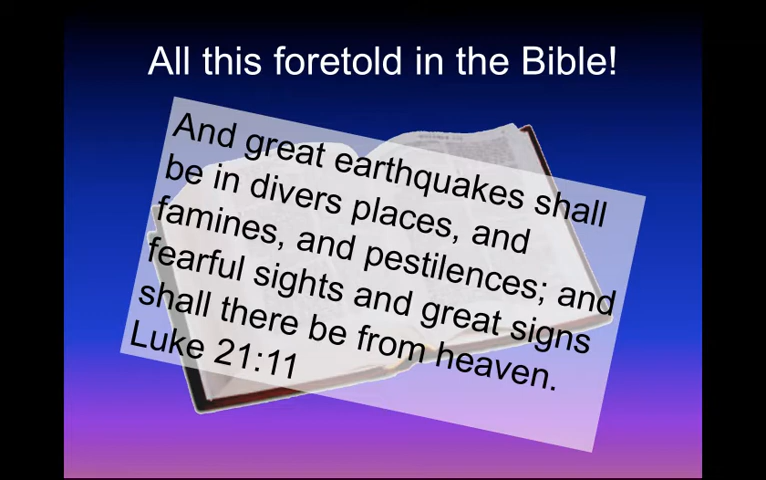 All this foretold in the Bible!
And great earthquakes shall
be in divers places, and
famines, and pestilences; and
fearful sights and great signs
shall there be from heaven.
Luke 21:11